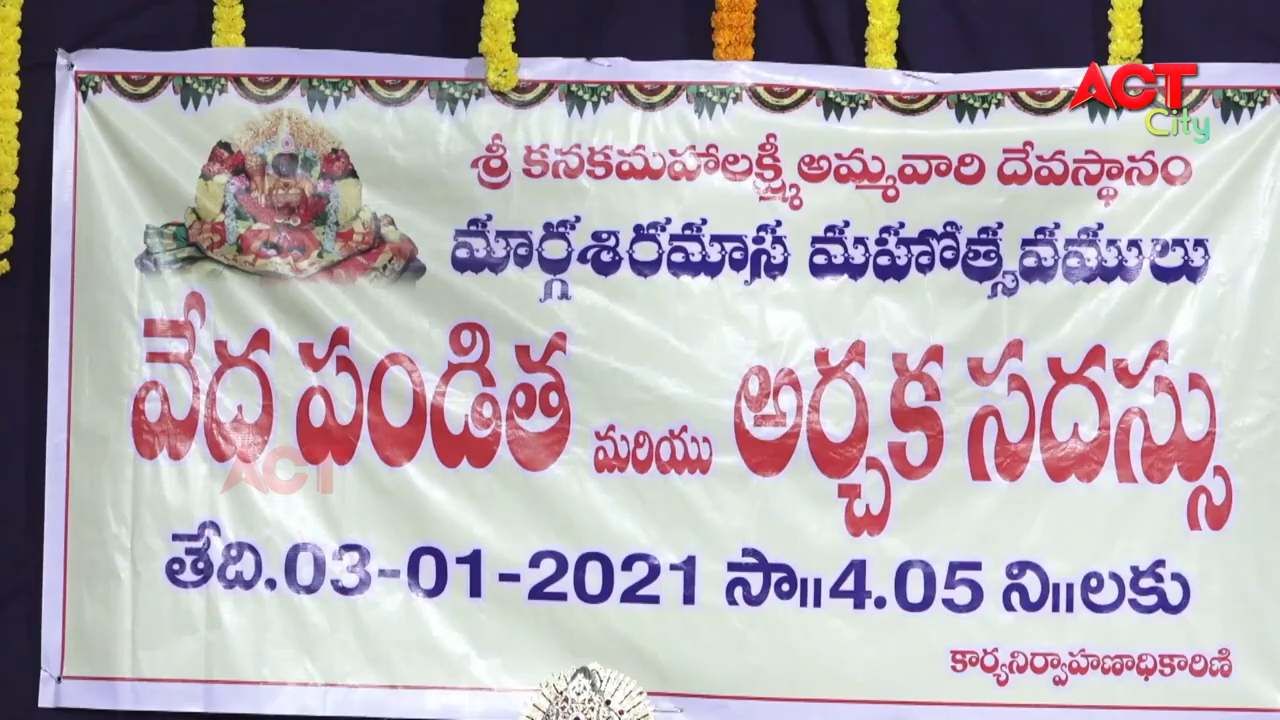 ACT
City
శ్రీ కనకమహాలక్ష్మి అమ్మవారి దేవస్థానం
మార్గశిరమాస మహోత్సవములు
వేద పండిత మరియు అర్చక సదస్సు
ACT
తేది.03-01-2021 సా॥4.05 ని॥లకు
కార్యనిర్వాహణాధికారిణి